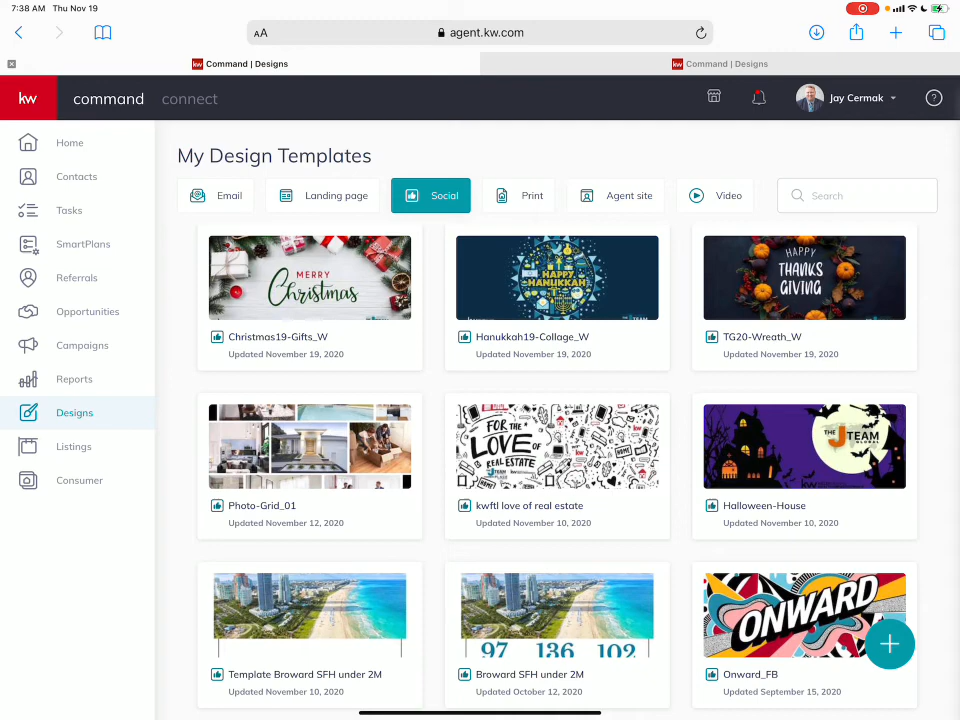 7:38 AM Thu Nov 19
AA
agent.kw.com
Command | Designs
Command | Designs
kw
command
connect
Jay Cermak
?
Home
Contacts
Tasks
SmartPlans
Referrals
Opportunities
Campaigns
Reports
Designs
Listings
Consumer
My Design Templates
Email
Landing page
Social
Print
Agent site
Video
Search
MERRY
Christmas
Christmas19-Gifts_W
Updated November 19, 2020
HAPPY
HANUKKAH
Hanukkah19-Collage_W
Updated November 19, 2020
HAPPY
THANKS
GIVING
TG20-Wreath_W
Updated November 19, 2020
Photo-Grid_01
Updated November 12, 2020
FOR THE
LOVE OF
REAL ESTATE
kwftl love of real estate
Updated November 10, 2020
THE J TEAM
GLOBAL
Halloween-House
Updated November 10, 2020
Template Broward SFH under 2M
Updated November 10, 2020
97 136 102
Broward SFH under 2M
Updated October 12, 2020
ONWARD
Onward_FB
Updated September 15, 2020